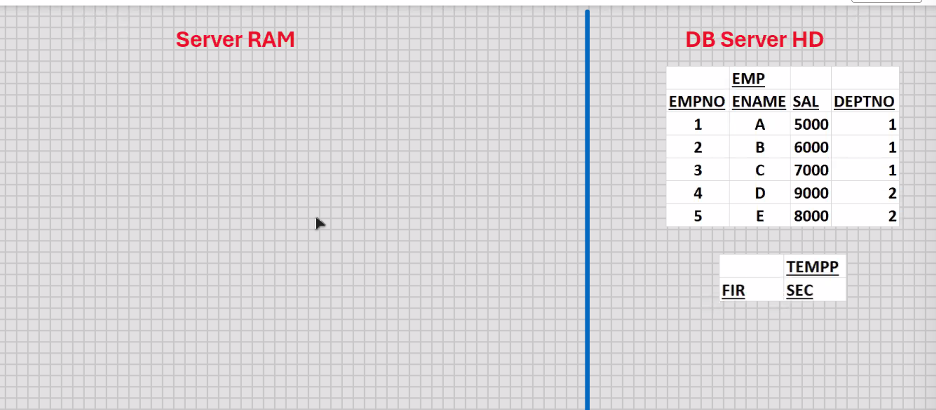 Server RAM
DB Server HD
EMP
EMPNO ENAME SAL DEPTNO
1 A 5000 1
2 B 6000 1
3 C 7000 1
4 D 9000 2
5 E 8000 2
TEMPP
FIR SEC